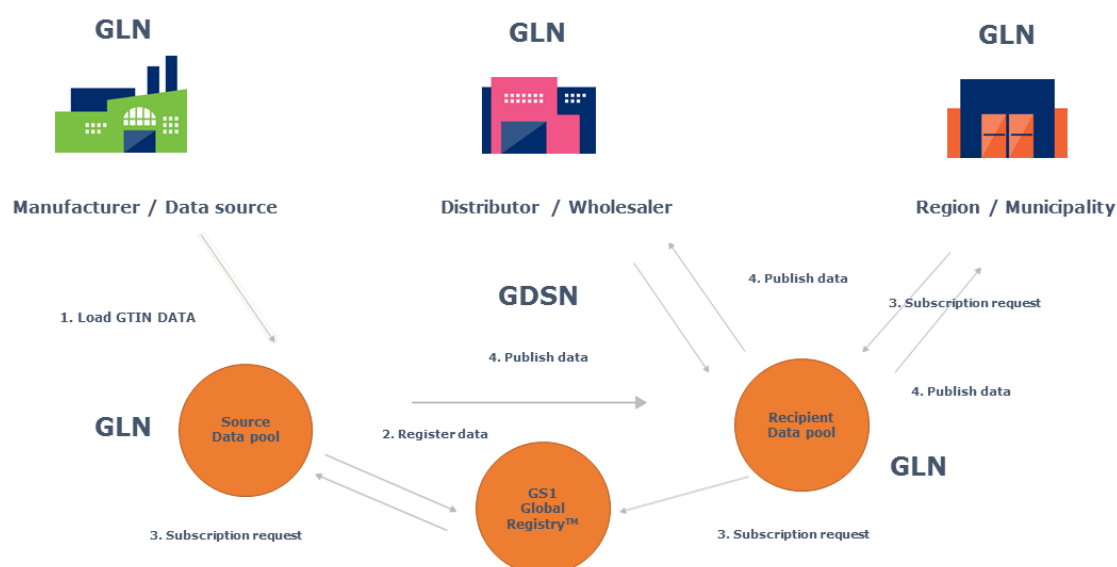 GLN
GLN
GLN
Manufacturer / Data source
Distributor / Wholesaler
Region / Municipality
4. Publish data
GDSN
3. Subscription request
1. Load GTIN DATA
4. Publish data
4. Publish data
Source
Data pool
Recipient
Data pool
GLN
2. Register data
GLN
GS1
Global
Registry™
3. Subscription request
3. Subscription request